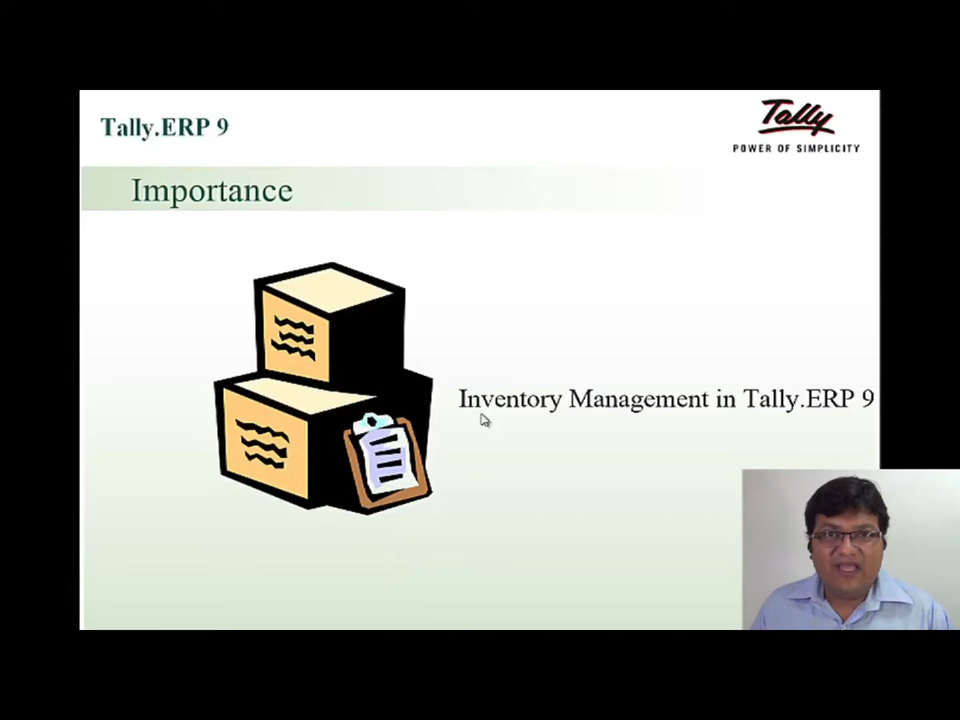 Tally.ERP 9
Tally
POWER OF SIMPLICITY
Importance
Inventory Management in Tally.ERP 9